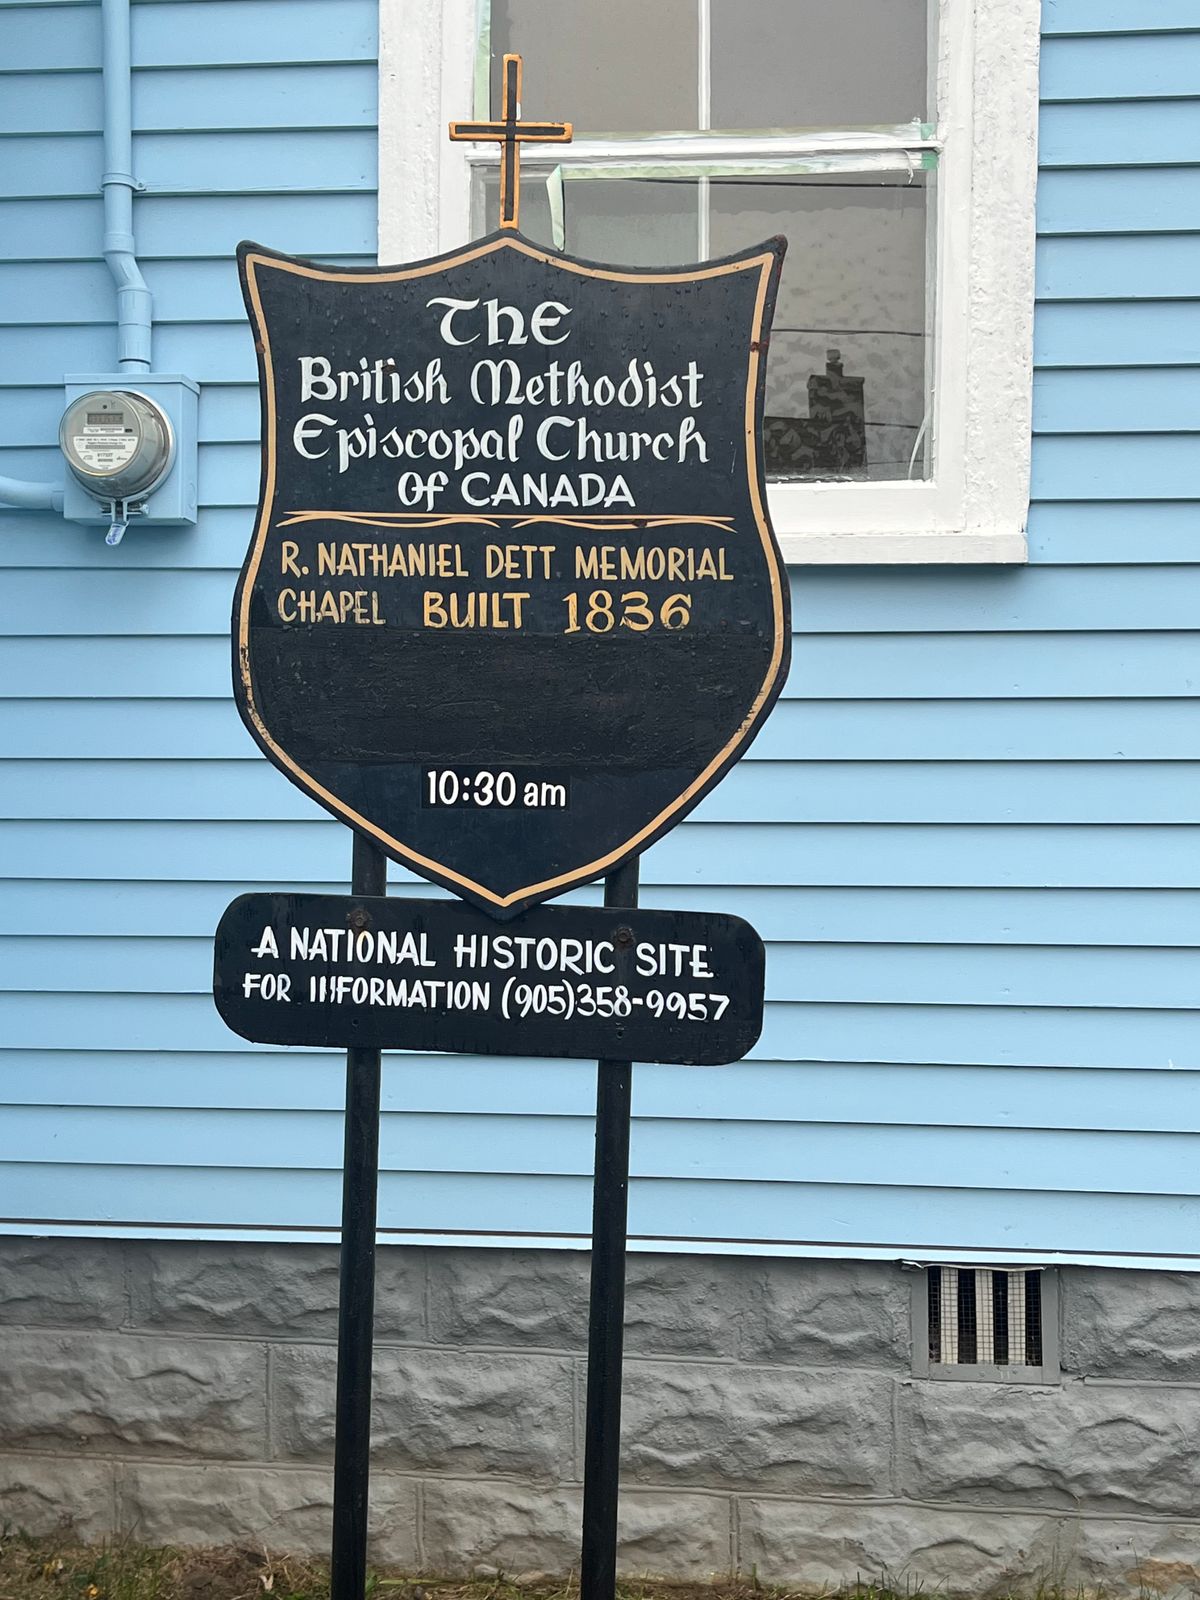 The
British Methodist
Episcopal Church
Of CANADA
R. NATHANIEL DETT MEMORIAL
CHAPEL BUILT 1836
10:30 am
A NATIONAL HISTORIC SITE
FOR INFORMATION (905)358-9957